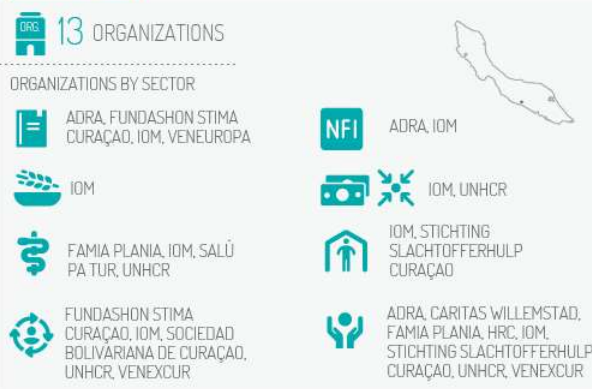 ORG.
13 ORGANIZATIONS
ORGANIZATIONS BY SECTOR
ADRA, FUNDASHON STIMA
CURAÇAO, IOM, VENEUROPA
IOM
FAMIA PLANIA, IOM, SALÚ
PA TUR, UNHCR
FUNDASHON STIMA
CURAÇAO, IOM, SOCIEDAD
BOLIVARIANA DE CURAÇAO,
UNHCR, VENEXCUR
NFI
ADRA, IOM
IOM, UNHCR
IOM, STICHTING
SLACHTOFFERHULP
CURAÇAO
ADRA, CARITAS WILLEMSTAD,
FAMIA PLANIA, HRC, IOM,
STICHTING SLACHTOFFERHULP
CURAÇAO, UNHCR, VENEXCUR